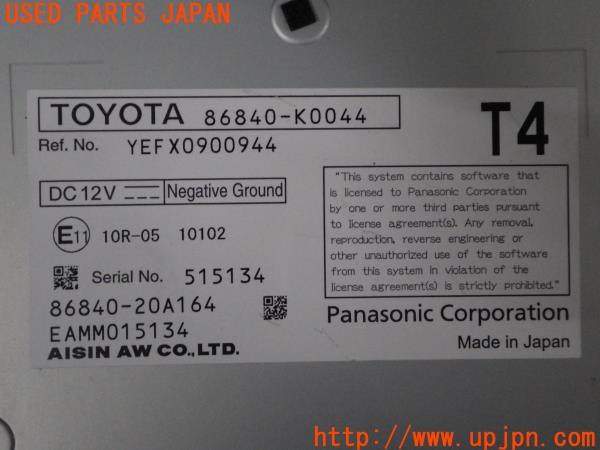 USED PARTS JAPAN
TOYOTA 86840-K0044
T4
Ref. No. YEFX0900944
DC 12V Negative Ground
E11 10R-05 10102
Serial No. 515134
86840-20A164
EAMM015134
AISIN AW CO.,LTD.
"This system contains software that
is licensed to Panasonic Corporation
by one or more third parties pursuant
to license agreement(s). Any removal,
reproduction, reverse engineering or
other unauthorized use of the software
from this system in violation of the
license agreement(s) is strictly prohibited."
Panasonic Corporation
Made in Japan
http://www.upjpn.com/